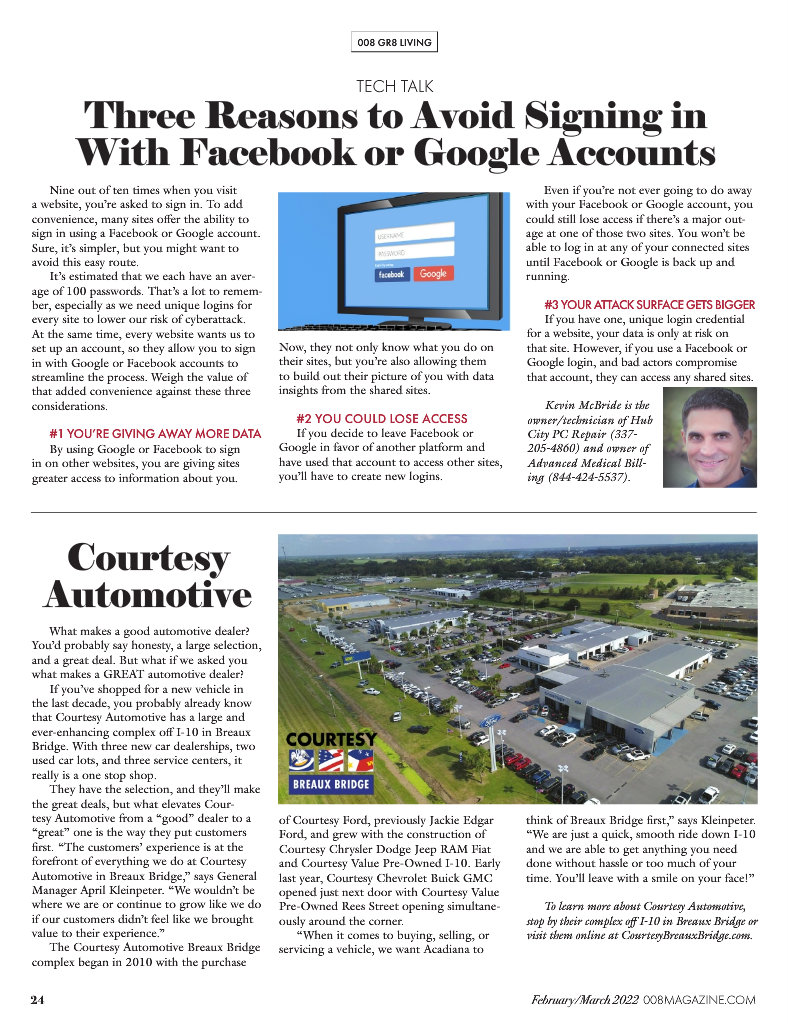 008 GR8 LIVING
TECH TALK
Three Reasons to Avoid Signing in
With Facebook or Google Accounts
Nine out of ten times when you visit
a website, you're asked to sign in. To add
convenience, many sites offer the ability to
sign in using a Facebook or Google account.
Sure, it's simpler, but you might want to
avoid this easy route.
It's estimated that we each have an aver-
age of 100 passwords. That's a lot to remem-
ber, especially as we need unique logins for
every site to lower our risk of cyberattack.
At the same time, every website wants us to
set up an account, so they allow you to sign
in with Google or Facebook accounts to
streamline the process. Weigh the value of
that added convenience against these three
considerations.
#1 YOU'RE GIVING AWAY MORE DATA
By using Google or Facebook to sign
in on other websites, you are giving sites
greater access to information about you.
USERNAME
PASSWORD
facebook
Google
Now, they not only know what you do on
their sites, but you're also allowing them
to build out their picture of you with data
insights from the shared sites.
#2 YOU COULD LOSE ACCESS
If you decide to leave Facebook or
Google in favor of another platform and
have used that account to access other sites,
you'll have to create new logins.
Even if you're not ever going to do away
with your Facebook or Google account, you
could still lose access if there's a major out-
age at one of those two sites. You won't be
able to log in at any of your connected sites
until Facebook or Google is back up and
running.
#3 YOUR ATTACK SURFACE GETS BIGGER
If you have one, unique login credential
for a website, your data is only at risk on
that site. However, if you use a Facebook or
Google login, and bad actors compromise
that account, they can access any shared sites.
Kevin McBride is the
owner/technician of Hub
City PC Repair (337-
205-4860) and owner of
Advanced Medical Bill-
ing (844-424-5537).
Courtesy
Automotive
What makes a good automotive dealer?
You'd probably say honesty, a large selection,
and a great deal. But what if we asked you
what makes a GREAT automotive dealer?
If you've shopped for a new vehicle in
the last decade, you probably already know
that Courtesy Automotive has a large and
ever-enhancing complex off I-10 in Breaux
Bridge. With three new car dealerships, two
used car lots, and three service centers, it
really is a one stop shop.
They have the selection, and they'll make
the great deals, but what elevates Cour-
tesy Automotive from a "good" dealer to a
"great" one is the way they put customers
first. "The customers' experience is at the
forefront of everything we do at Courtesy
Automotive in Breaux Bridge," says General
Manager April Kleinpeter. "We wouldn't be
where we are or continue to grow like we do
if our customers didn't feel like we brought
value to their experience."
The Courtesy Automotive Breaux Bridge
complex began in 2010 with the purchase
COURTESY
BREAUX BRIDGE
of Courtesy Ford, previously Jackie Edgar
Ford, and grew with the construction of
Courtesy Chrysler Dodge Jeep RAM Fiat
and Courtesy Value Pre-Owned I-10. Early
last year, Courtesy Chevrolet Buick GMC
opened just next door with Courtesy Value
Pre-Owned Rees Street opening simultane-
ously around the corner.
"When it comes to buying, selling, or
servicing a vehicle, we want Acadiana to
think of Breaux Bridge first," says Kleinpeter.
"We are just a quick, smooth ride down I-10
and we are able to get anything you need
done without hassle or too much of your
time. You'll leave with a smile on your face!"
To learn more about Courtesy Automotive,
stop by their complex off I-10 in Breaux Bridge or
visit them online at CourtesyBreauxBridge.com.
24
February/March 2022 008MAGAZINE.COM